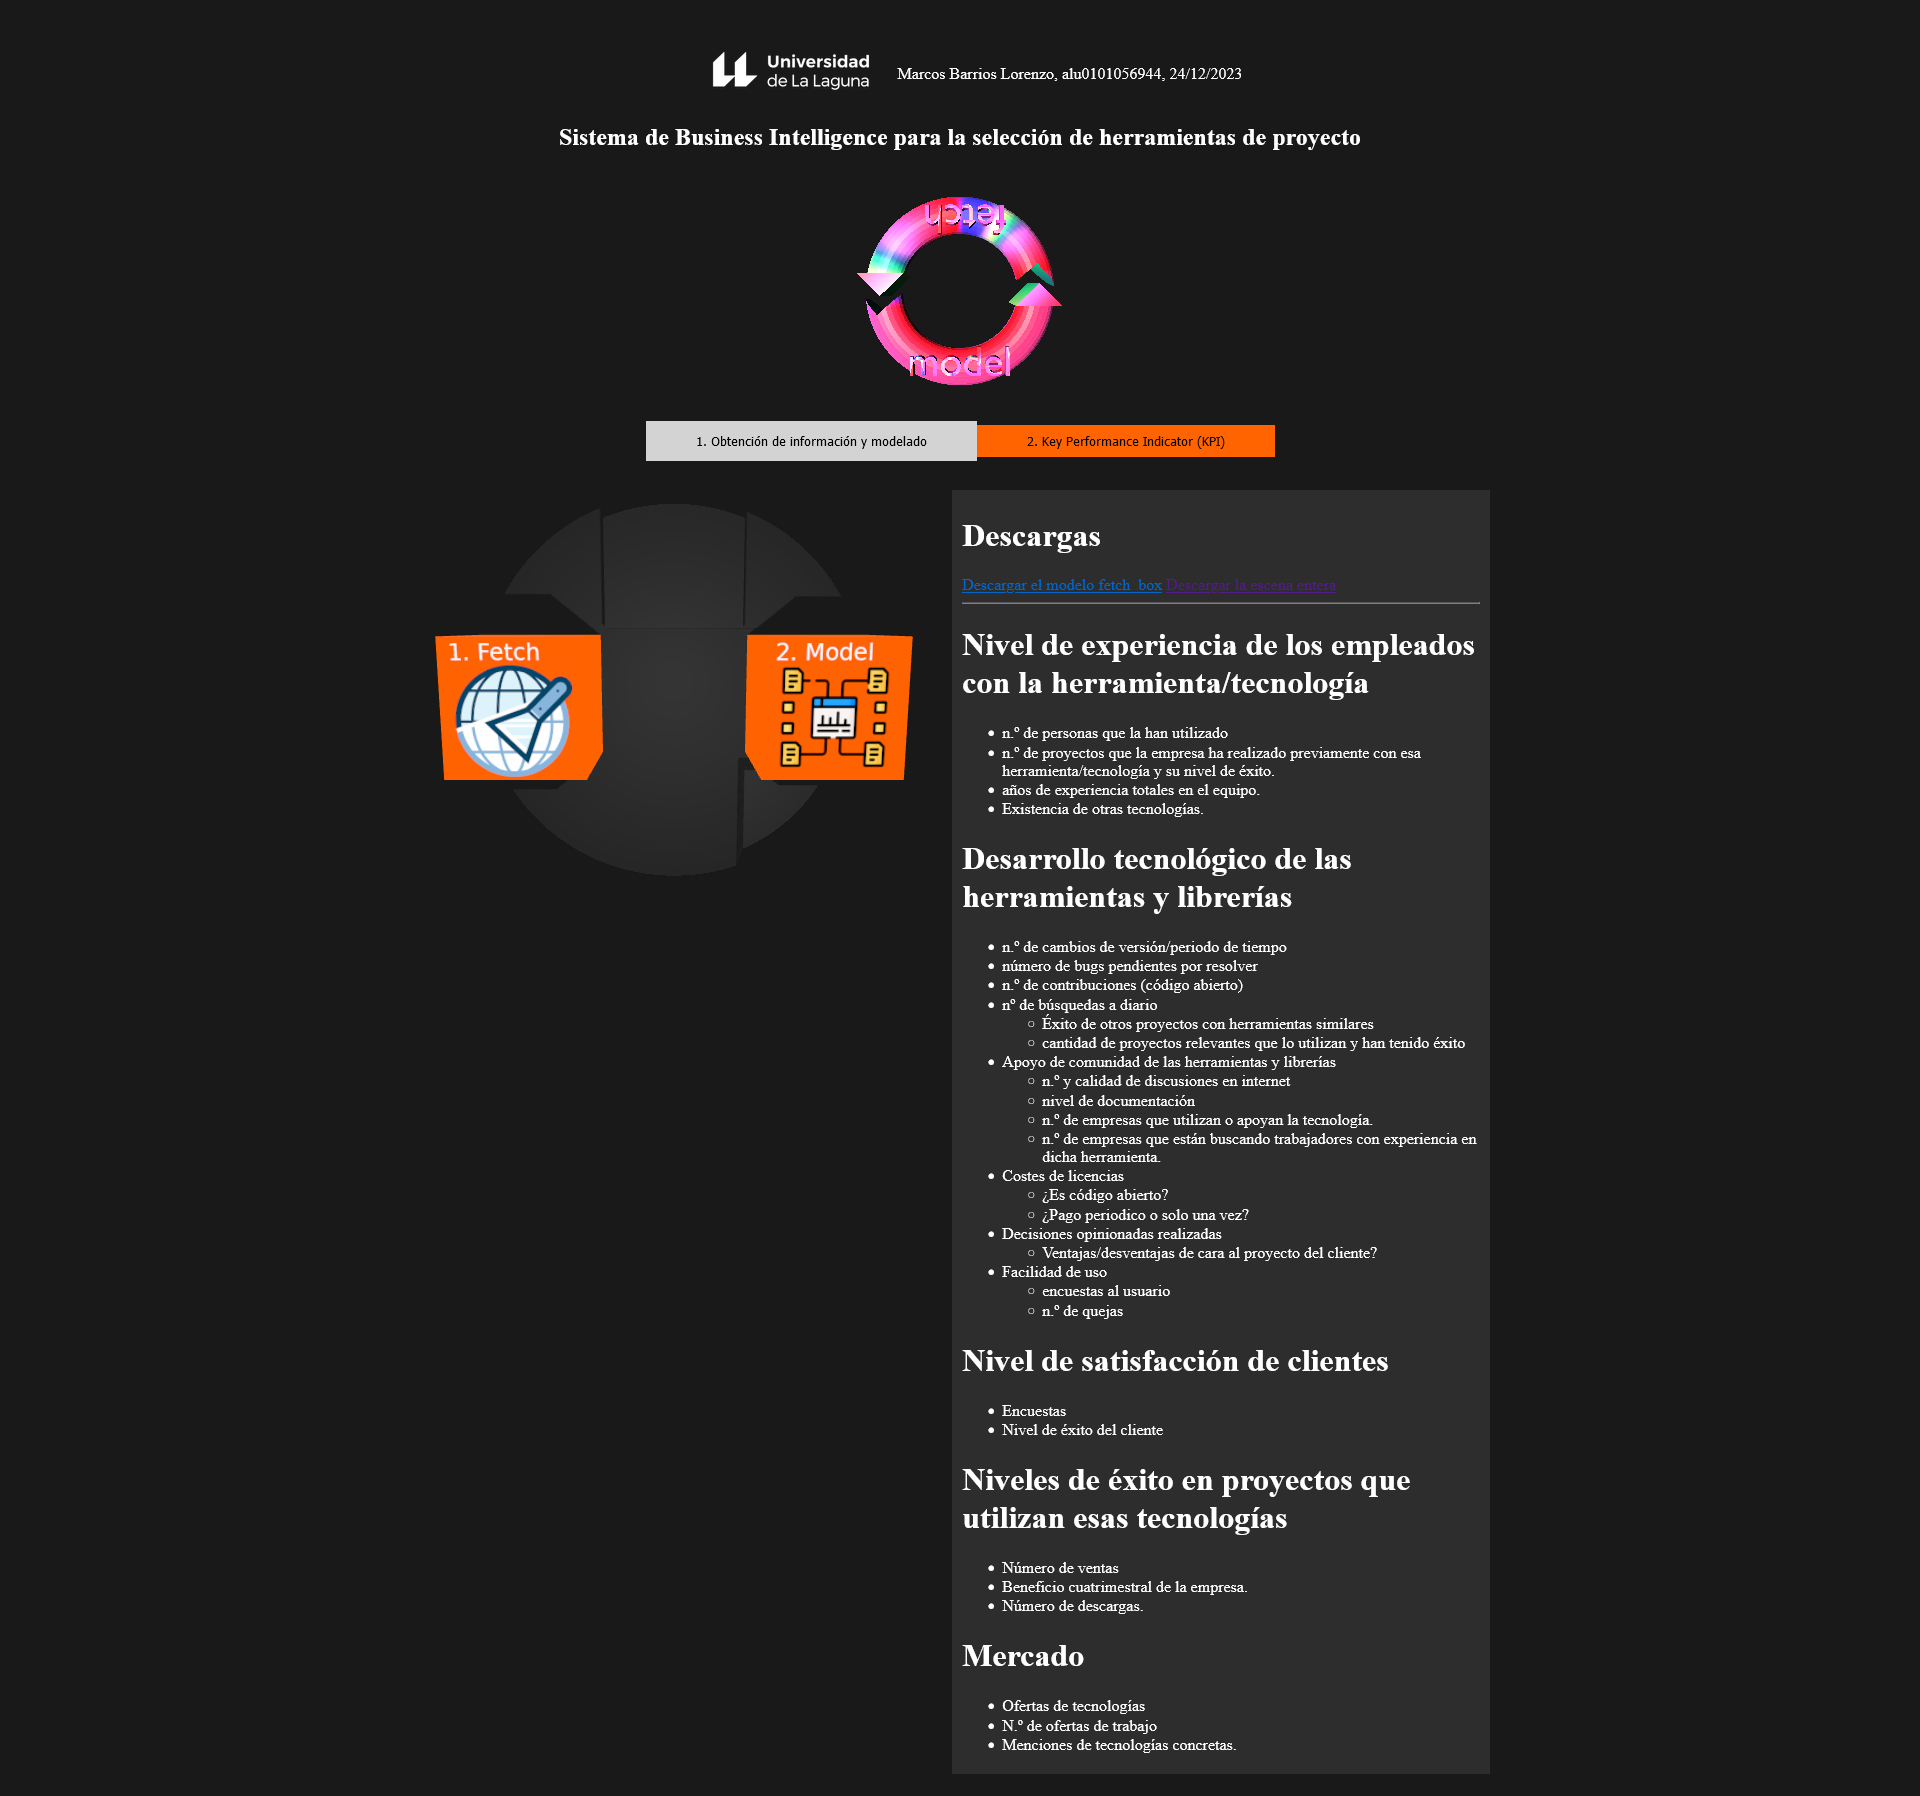 Universidad
de La Laguna
Marcos Barrios Lorenzo, alu0101056944, 24/12/2023
Sistema de Business Intelligence para la selección de herramientas de proyecto
fetch
model
1. Obtención de información y modelado
2. Key Performance Indicator (KPI)
1. Fetch
2. Model
Descargas
Descargar el modelo fetch_box Descargar la escena entera
Nivel de experiencia de los empleados
con la herramienta/tecnología
n.º de personas que la han utilizado
n.º de proyectos que la empresa ha realizado previamente con esa
herramienta/tecnología y su nivel de éxito.
años de experiencia totales en el equipo.
Existencia de otras tecnologías.
Desarrollo tecnológico de las
herramientas y librerías
n.º de cambios de versión/periodo de tiempo
número de bugs pendientes por resolver
n.º de contribuciones (código abierto)
nº de búsquedas a diario
Éxito de otros proyectos con herramientas similares
cantidad de proyectos relevantes que lo utilizan y han tenido éxito
Apoyo de comunidad de las herramientas y librerías
n.º y calidad de discusiones en internet
nivel de documentación
n.º de empresas que utilizan o apoyan la tecnología.
n.º de empresas que están buscando trabajadores con experiencia en
dicha herramienta.
Costes de licencias
¿Es código abierto?
¿Pago periodico o solo una vez?
Decisiones opinionadas realizadas
Ventajas/desventajas de cara al proyecto del cliente?
Facilidad de uso
encuestas al usuario
n.º de quejas
Nivel de satisfacción de clientes
Encuestas
Nivel de éxito del cliente
Niveles de éxito en proyectos que
utilizan esas tecnologías
Número de ventas
Beneficio cuatrimestral de la empresa.
Número de descargas.
Mercado
Ofertas de tecnologías
N.º de ofertas de trabajo
Menciones de tecnologías concretas.